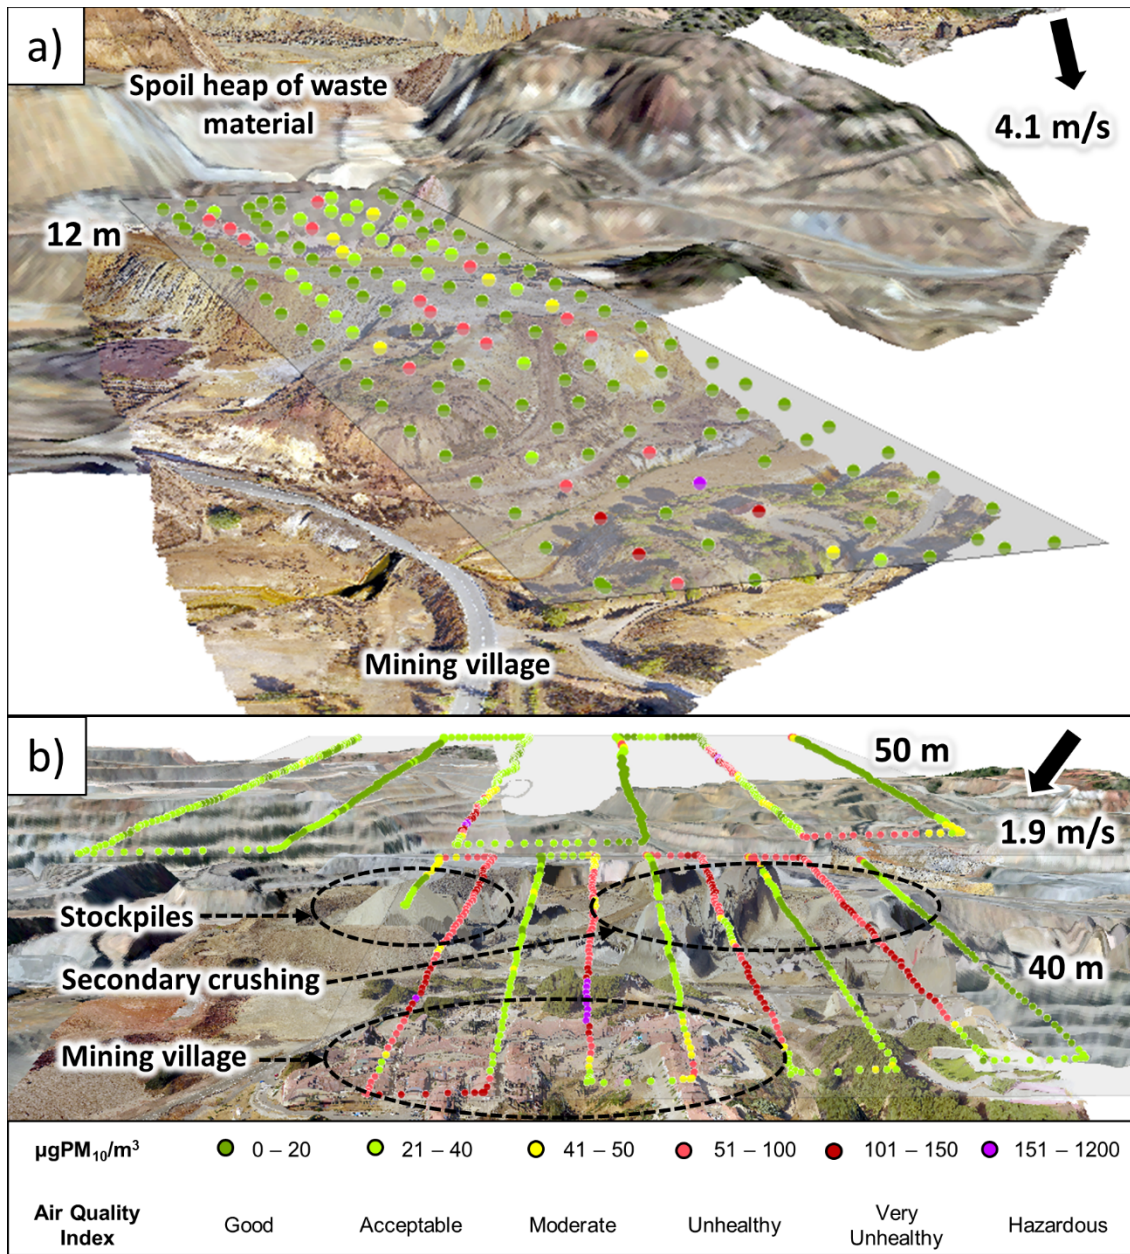 a)
Spoil heap of waste
material
4.1 m/s
12 m
Mining village
b)
50 m
1.9 m/s
Stockpiles
Secondary crushing
40 m
Mining village
µgPM₁₀/m³ 0 – 20 21 – 40 41 – 50 51 – 100 101 – 150 151 – 1200
Air Quality
Index
Good Acceptable Moderate Unhealthy Very
Unhealthy Hazardous